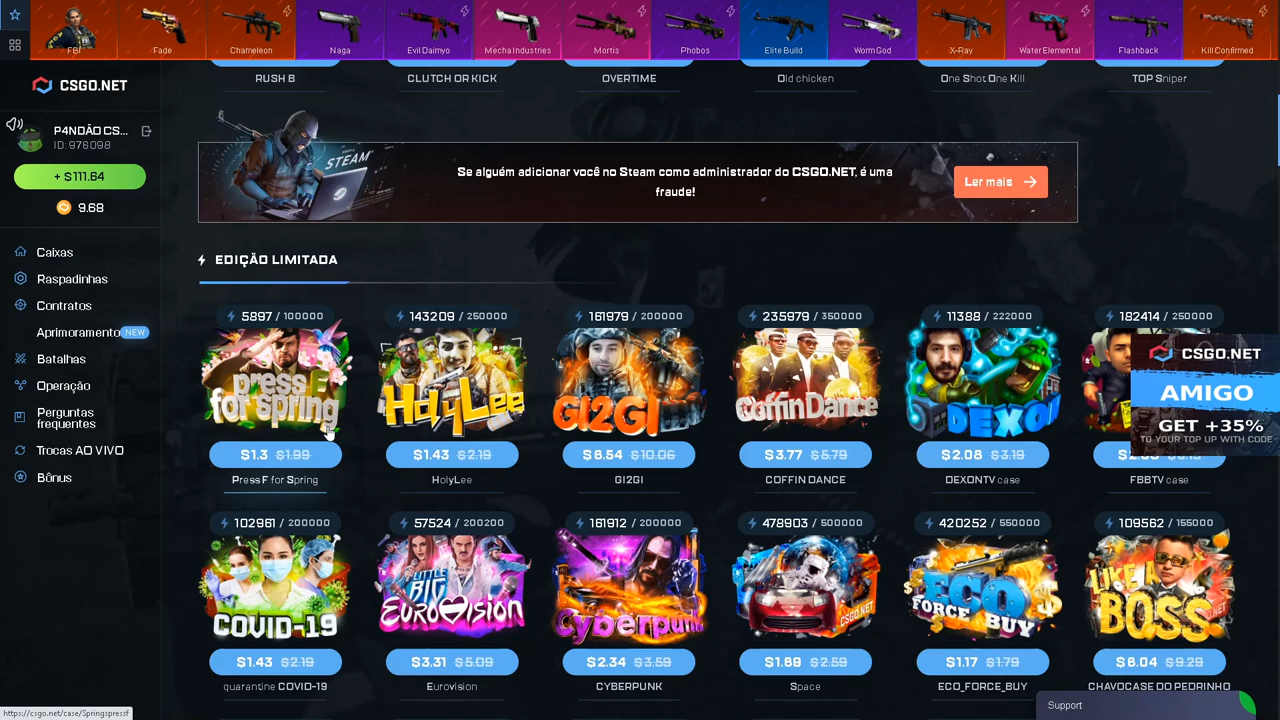 FBI
Fade
Chameleon
Naga
Evil Daimyo
Mecha Industries
Mortis
Phobos
Elite Build
Worm God
X-Ray
Water Elemental
Flashback
Kill Confirmed
CSGO.NET
P4NDÃO CS...
ID: 976098
+ $111.64
9.68
Caixas
Raspadinhas
Contratos
Aprimoramento NEW
Batalhas
Operação
Perguntas
frequentes
Trocas AO VIVO
Bônus
RUSH B
CLUTCH OR KICK
OVERTIME
Old chicken
One Shot One Kill
TOP Sniper
STEAM
Se alguém adicionar você no Steam como administrador do CSGO.NET, é uma
fraude!
Ler mais
EDIÇÃO LIMITADA
5897 / 100000
143209 / 250000
161979 / 200000
235979 / 350000
11388 / 222000
182414 / 250000
press F
for spring
HolyLee
GI2GI
Coffin Dance
DEXON
$1.3 $1.99
$1.43 $2.19
$6.54 $10.06
$3.77 $5.79
$2.08 $3.19
Press F for Spring
HolyLee
GI2GI
COFFIN DANCE
DEXONTV case
FBBTV case
CSGO.NET
AMIGO
GET +35%
TO YOUR TOP UP WITH CODE
102961 / 200000
57524 / 200200
161912 / 200000
478903 / 500000
420252 / 550000
109562 / 155000
COVID-19
LITTLE
BIG
EUROVISION
Cyberpunk
CSGO.NET
ECO
FORCE BUY
LIKE A
BOSS
$1.43 $2.19
$3.31 $5.09
$2.34 $3.59
$1.68 $2.59
$1.17 $1.79
$6.04 $9.29
quarantine COVID-19
Eurovision
CYBERPUNK
Space
ECO_FORCE_BUY
CHAVOCASE DO PEDRINHO
Support
https://csgo.net/case/Springspressf